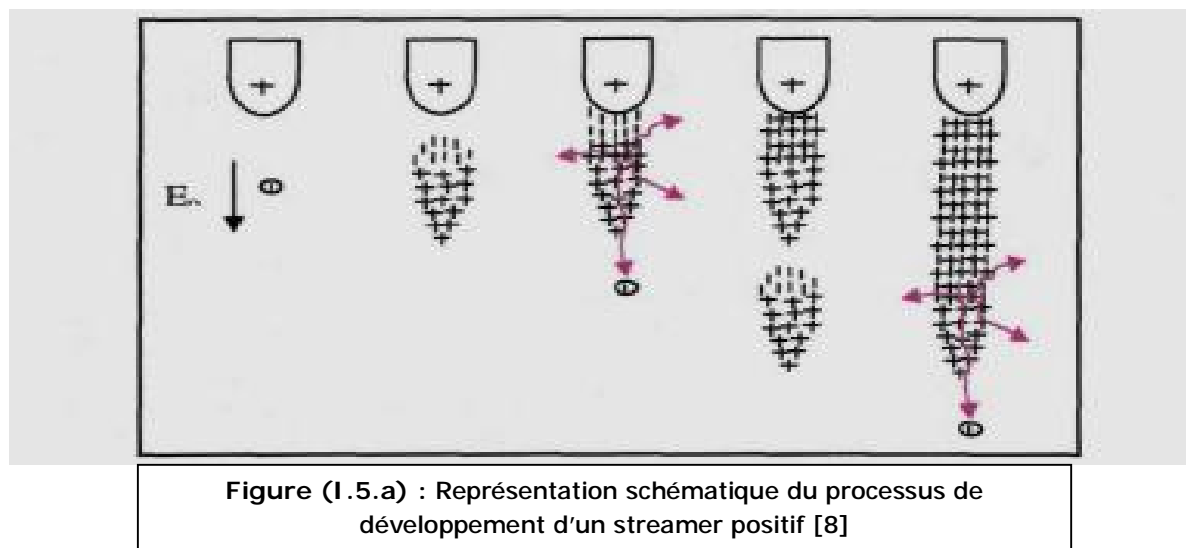 + + + + +
E
Figure (I.5.a) : Représentation schématique du processus de
développement d'un streamer positif [8]